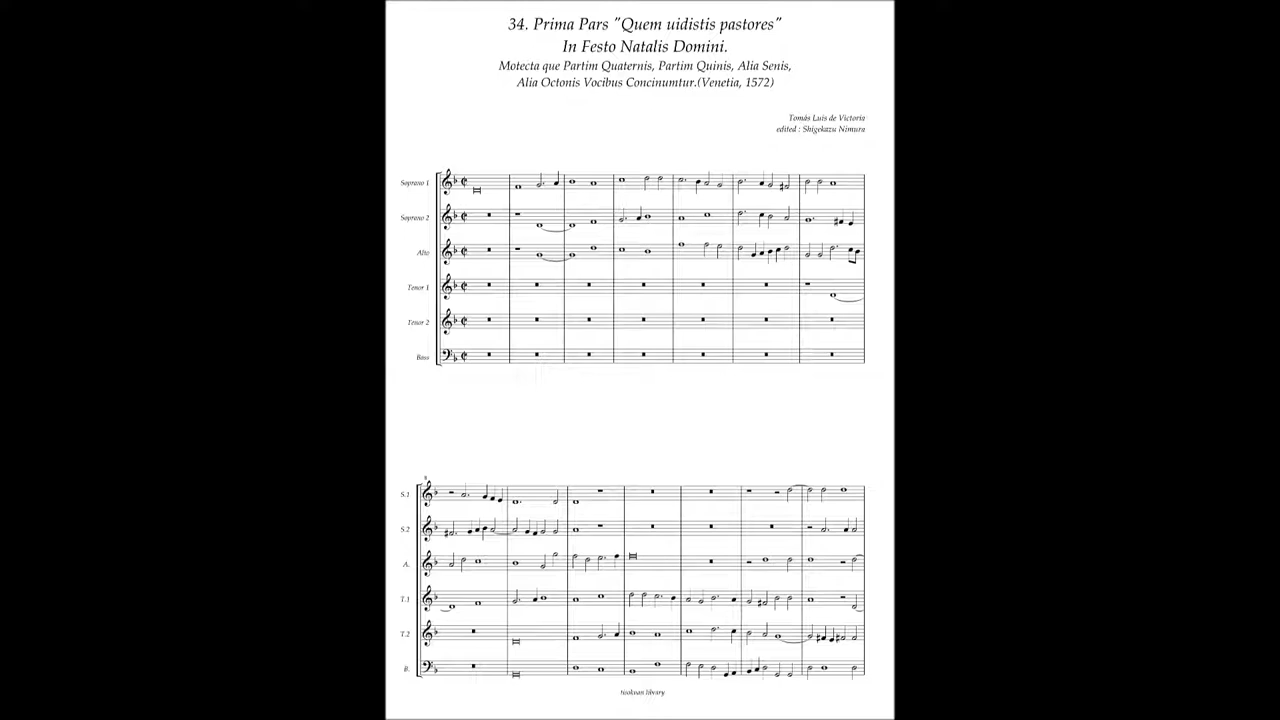 34. Prima Pars "Quem uidistis pastores"
In Festo Natalis Domini.
Motecta que Partim Quaternis, Partim Quinis, Alia Senis,
Alia Octonis Vocibus Concinumtur.(Venetia, 1572)
Tomás Luis de Victoria
edited : Shigekazu Nimura
Soprano 1
Soprano 2
Alto
Tenor 1
Tenor 2
Bass
8
S.1
S.2
A.
T.1
T.2
B.
library